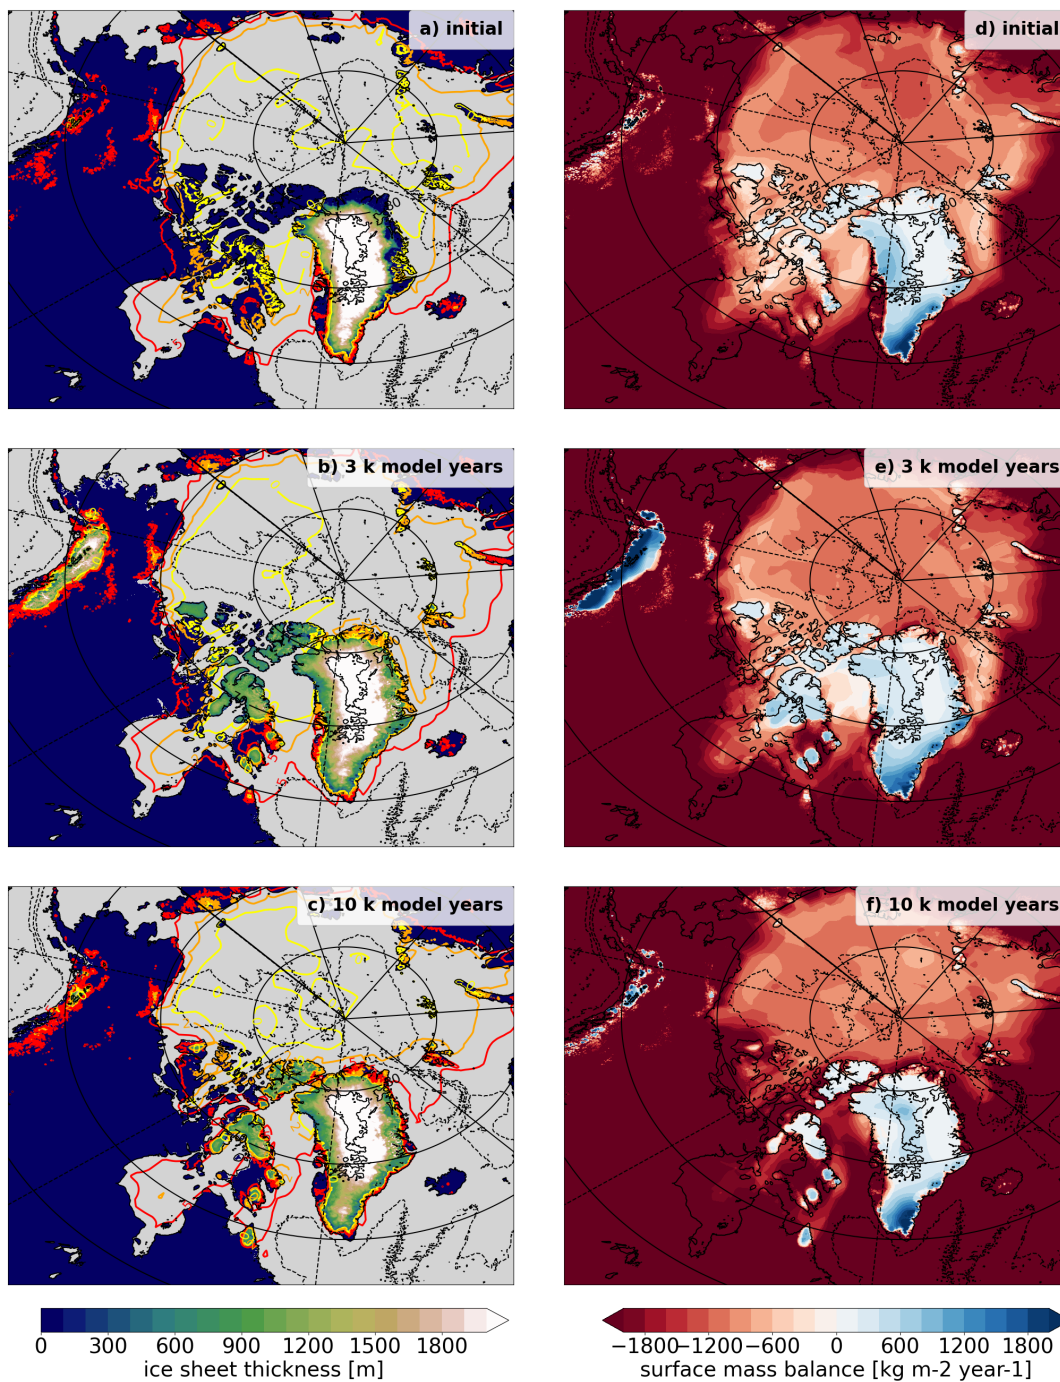 a) initial
d) initial
b) 3 k model years
e) 3 k model years
c) 10 k model years
f) 10 k model years
0 300 600 900 1200 1500 1800
ice sheet thickness [m]
−1800−1200−600 0 600 1200 1800
surface mass balance [kg m-2 year-1]